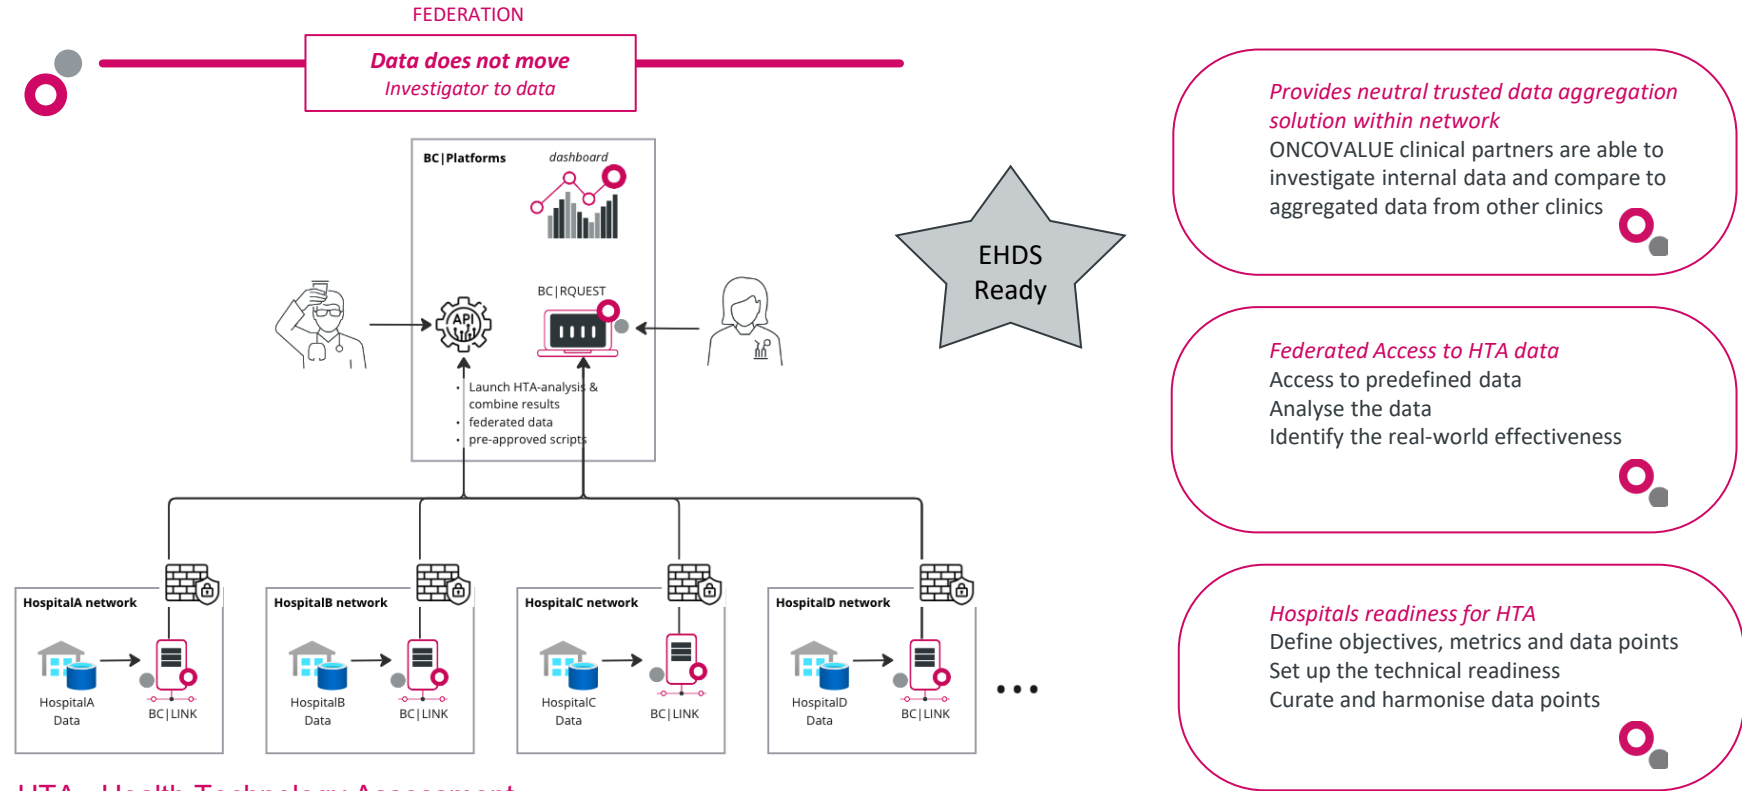 FEDERATION
Data does not move
Investigator to data
BC|Platforms
dashboard
API
BC|RQUEST
• Launch HTA-analysis &
combine results
• federated data
• pre-approved scripts
EHDS
Ready
HospitalA network
HospitalA
Data
BC|LINK
HospitalB network
HospitalB
Data
BC|LINK
HospitalC network
HospitalC
Data
BC|LINK
HospitalD network
HospitalD
Data
BC|LINK
...
Provides neutral trusted data aggregation
solution within network
ONCOVALUE clinical partners are able to
investigate internal data and compare to
aggregated data from other clinics
Federated Access to HTA data
Access to predefined data
Analyse the data
Identify the real-world effectiveness
Hospitals readiness for HTA
Define objectives, metrics and data points
Set up the technical readiness
Curate and harmonise data points
HTA - Health Technology Assessment